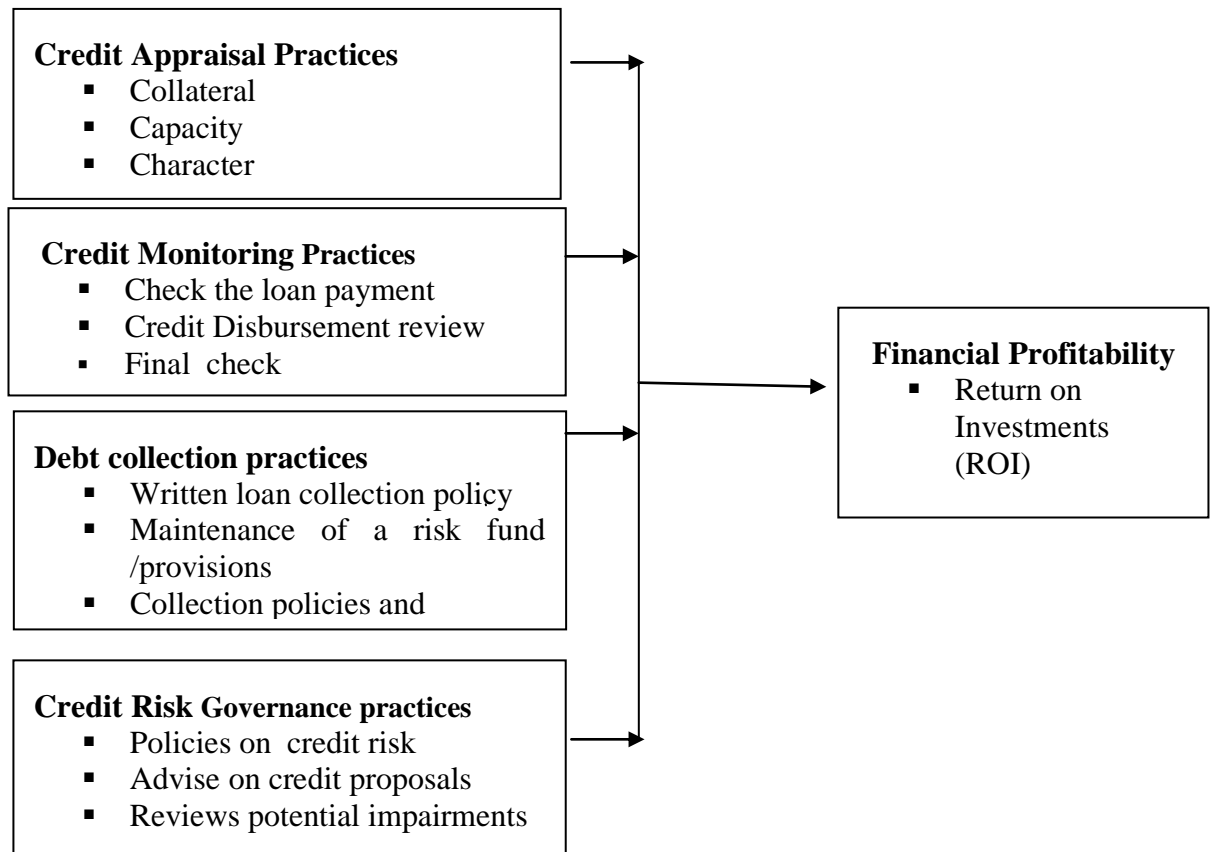 Credit Appraisal Practices
▪ Collateral
▪ Capacity
▪ Character
Credit Monitoring Practices
▪ Check the loan payment
▪ Credit Disbursement review
▪ Final check
Debt collection practices
▪ Written loan collection policy
▪ Maintenance of a risk fund
/provisions
▪ Collection policies and
Credit Risk Governance practices
▪ Policies on credit risk
▪ Advise on credit proposals
▪ Reviews potential impairments
Financial Profitability
▪ Return on
Investments
(ROI)